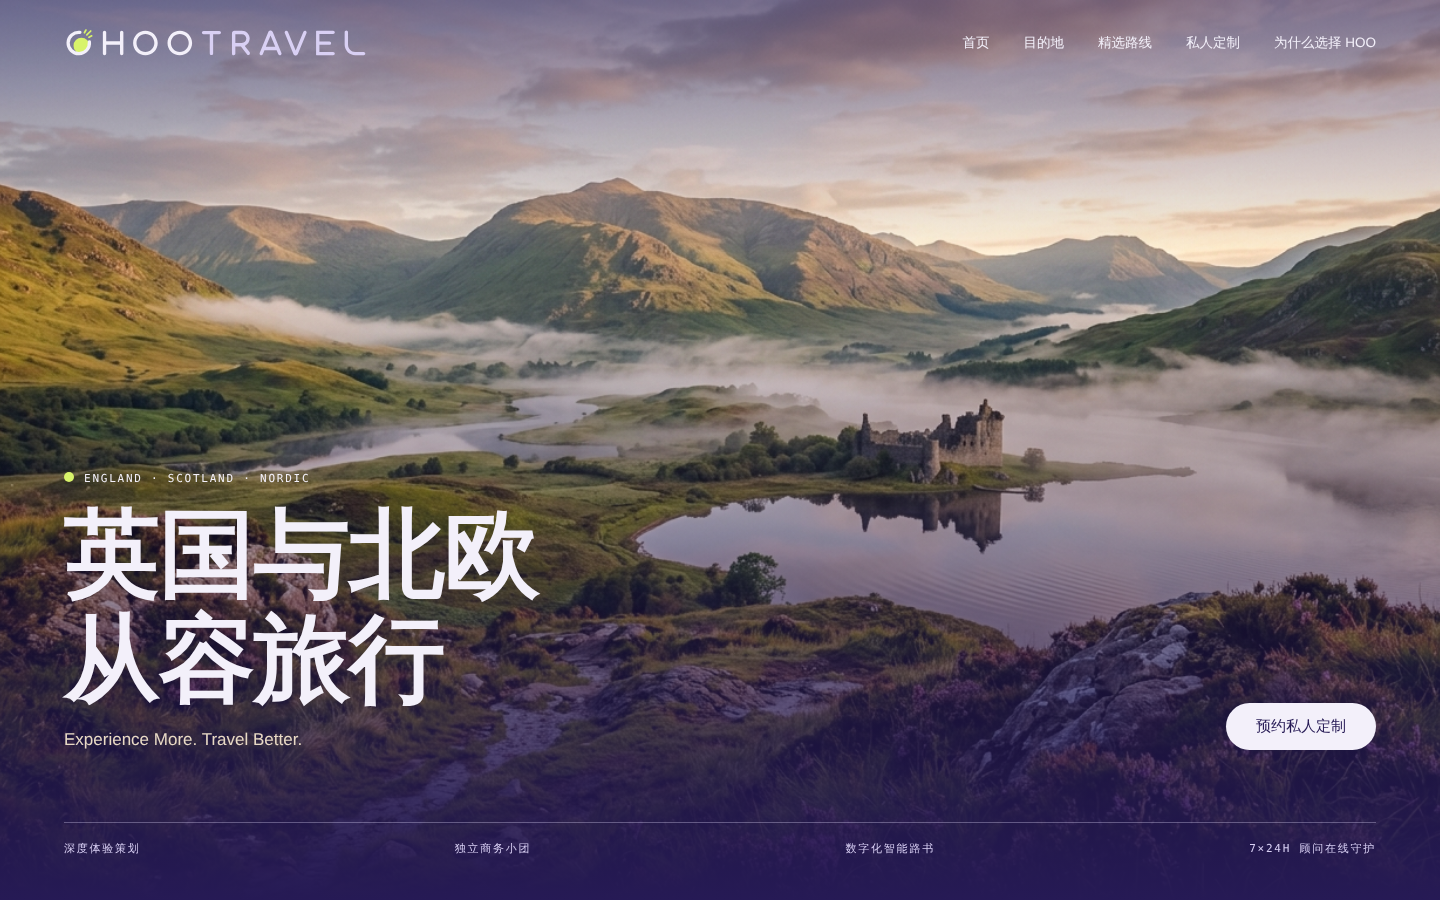 CHOOTRAVEL
首页
目的地
精选路线
私人定制
为什么选择 HOO
ENGLAND · SCOTLAND · NORDIC
英国与北欧
从容旅行
Experience More. Travel Better.
预约私人定制
深度体验策划
独立商务小团
数字化智能路书
7×24H 顾问在线守护